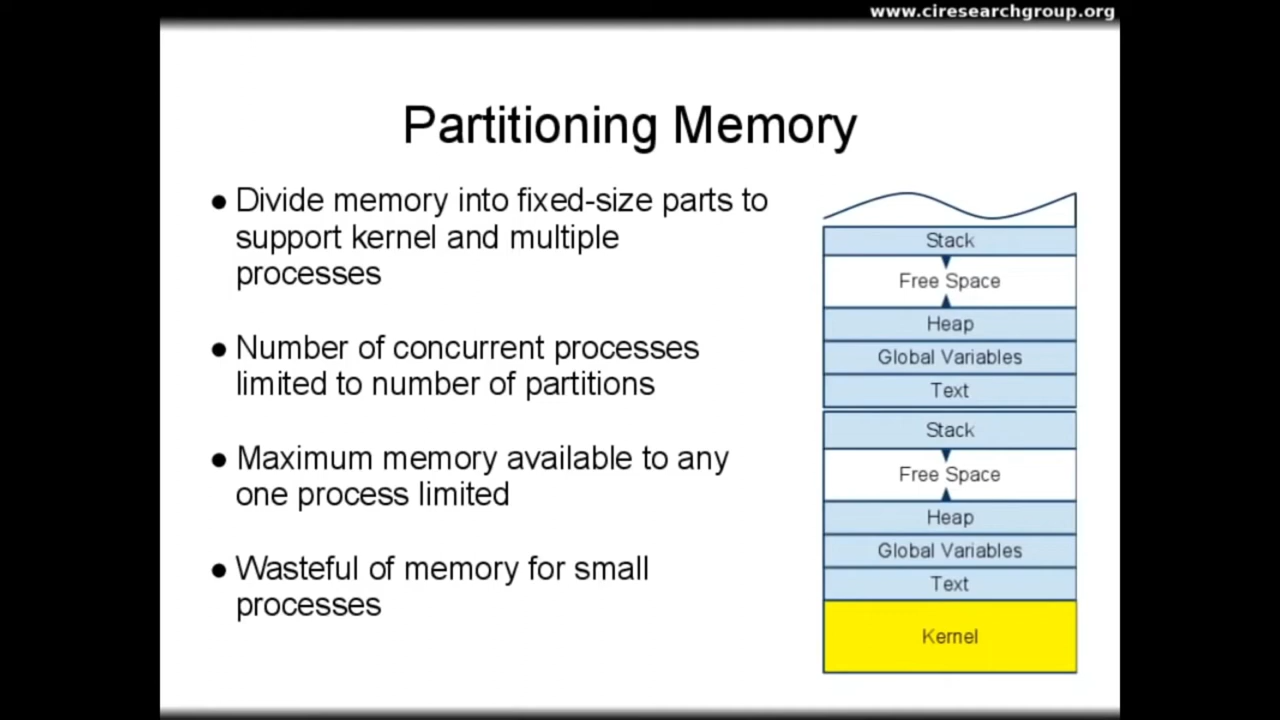 www.ciresearchgroup.org
Partitioning Memory
● Divide memory into fixed-size parts to
support kernel and multiple
processes
● Number of concurrent processes
limited to number of partitions
● Maximum memory available to any
one process limited
● Wasteful of memory for small
processes
Stack
Free Space
Heap
Global Variables
Text
Stack
Free Space
Heap
Global Variables
Text
Kernel